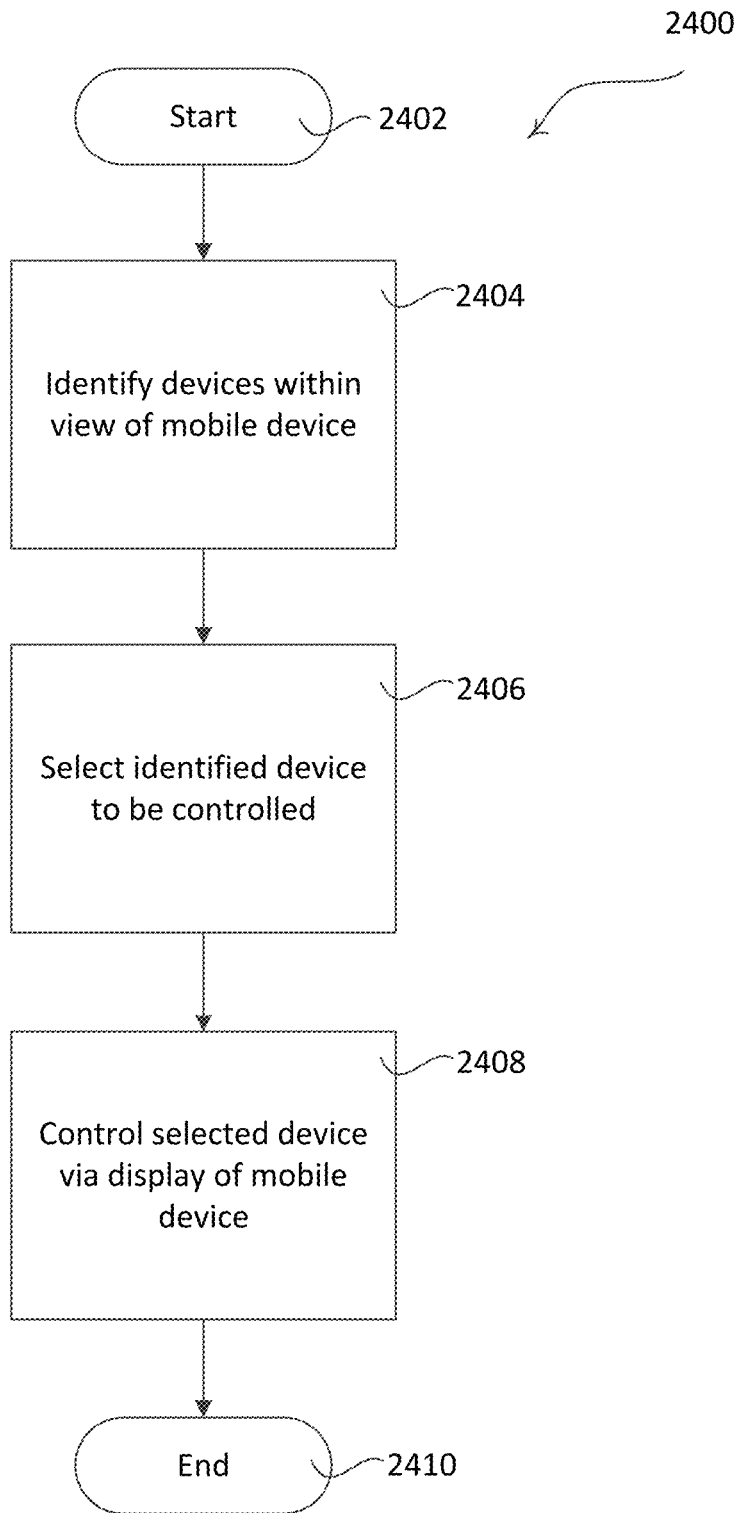 2400
Start
2402
2404
Identify devices within
view of mobile device
2406
Select identified device
to be controlled
2408
Control selected device
via display of mobile
device
End
2410